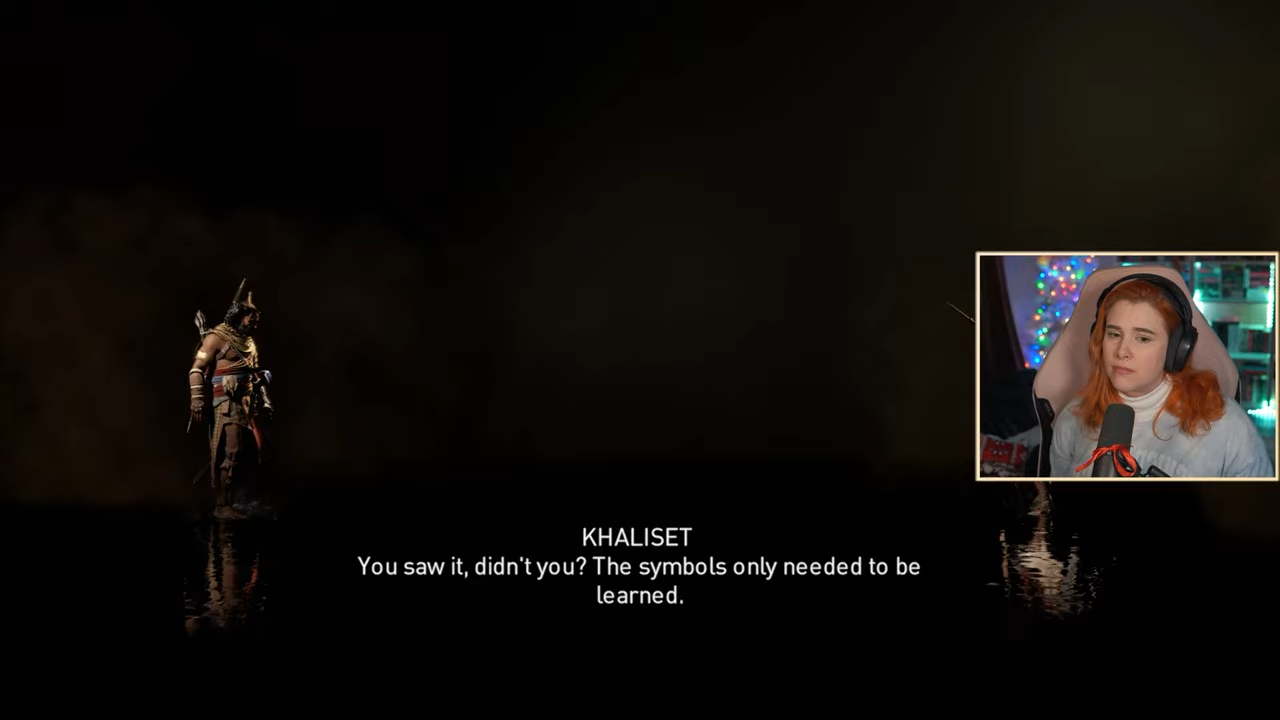 KHALISET
You saw it, didn't you? The symbols only needed to be
learned.